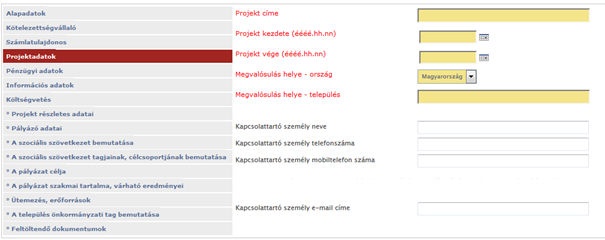 Alapadatok
Kötelezettségvállaló
Számlatulajdonos
Projektadatok
Pénzügyi adatok
Információs adatok
Költségvetés
* Projekt részletes adatai
* Pályázó adatai
* A szociális szövetkezet bemutatása
* A szociális szövetkezet tagjainak, célcsoportjának bemutatása
* A pályázat célja
* A pályázat szakmai tartalma, várható eredményei
* Ütemezés, erőforrások
* A település önkormányzati tag bemutatása
* Feltöltendő dokumentumok
Projekt címe
Projekt kezdete (éééé.hh.nn)
Projekt vége (éééé.hh.nn)
Megvalósulás helye - ország
Magyarország
Megvalósulás helye - település
Kapcsolattartó személy neve
Kapcsolattartó személy telefonszáma
Kapcsolattartó személy mobiltelefon száma
Kapcsolattartó személy e-mail címe